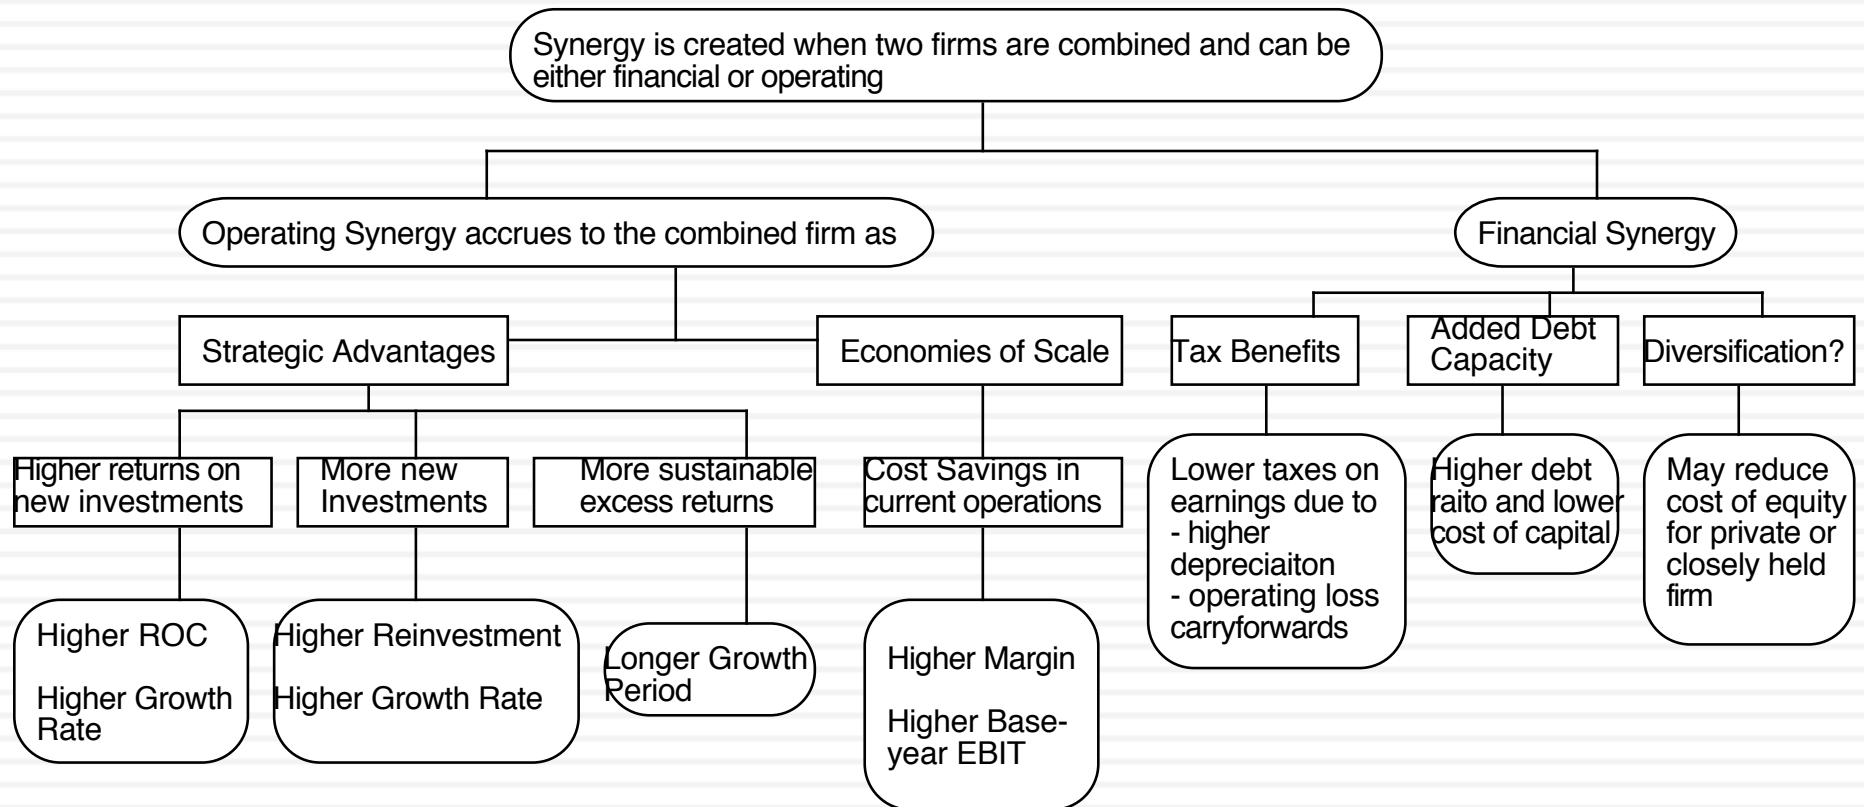 Synergy is created when two firms are combined and can be
either financial or operating
Operating Synergy accrues to the combined firm as
Financial Synergy
Strategic Advantages
Economies of Scale
Tax Benefits
Added Debt
Capacity
Diversification?
Higher returns on
new investments
More new
Investments
More sustainable
excess returns
Cost Savings in
current operations
Lower taxes on
earnings due to
- higher
depreciaiton
- operating loss
carryforwards
Higher debt
raito and lower
cost of capital
May reduce
cost of equity
for private or
closely held
firm
Higher ROC
Higher Growth
Rate
Higher Reinvestment
Higher Growth Rate
Longer Growth
Period
Higher Margin
Higher Base-
year EBIT